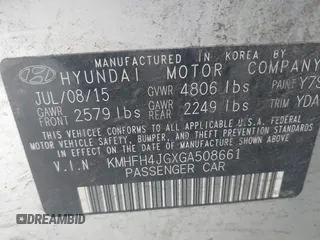 MANUFACTURED IN KOREA BY
HYUNDAI MOTOR COMPANY
JUL/08/15 GVWR 4806 lbs PAINT Y7S
GAWR FRONT 2579 lbs GAWR REAR 2249 lbs TRIM YDA
THIS VEHICLE CONFORMS TO ALL APPLICABLE U.S.A. FEDERAL
MOTOR VEHICLE SAFETY, BUMPER, AND THEFT PREVENTION
STANDARDS IN EFFECT ON THE DATE OF MANUFACTURE SHOWN ABOVE.
V.I.N KMHFH4JGXGA508661
PASSENGER CAR
DREAMBID